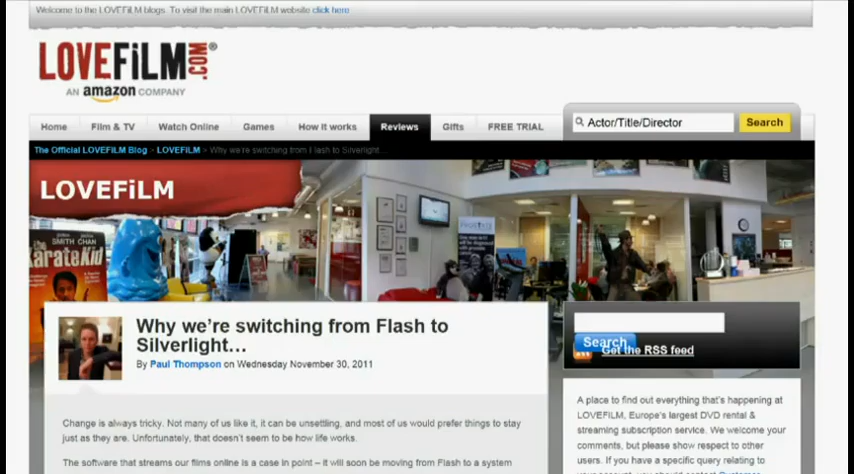 Welcome to the LOVEFiLM blogs. To visit the main LOVEFiLM website click here
LOVEFiLM.COM®
AN amazon COMPANY
Home Film & TV Watch Online Games How it works Reviews Gifts FREE TRIAL
Actor/Title/Director Search
The Official LOVEFILM Blog > LOVEFILM > Why we're switching from Flash to Silverlight...
LOVEFiLM
SMITH CHAN
the
Karate Kid
Why we're switching from Flash to
Silverlight...
By Paul Thompson on Wednesday November 30, 2011
Search
Get the RSS feed
Change is always tricky. Not many of us like it, it can be unsettling, and most of us would prefer things to stay
just as they are. Unfortunately, that doesn't seem to be how life works.
The software that streams our films online is a case in point – it will soon be moving from Flash to a system
A place to find out everything that's happening at
LOVEFILM, Europe's largest DVD rental &
streaming subscription service. We welcome your
comments, but please show respect to other
users. If you have a specific query relating to